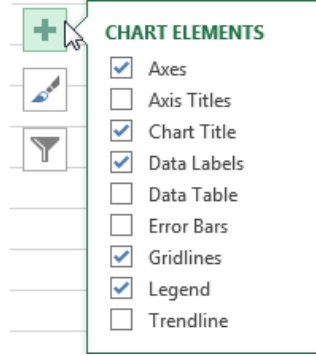 CHART ELEMENTS
Axes
Axis Titles
Chart Title
Data Labels
Data Table
Error Bars
Gridlines
Legend
Trendline